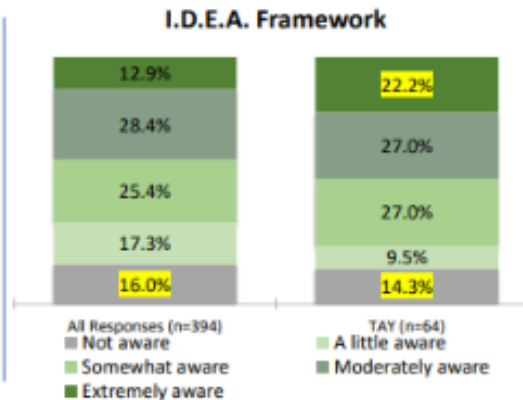 I.D.E.A. Framework
12.9% 22.2%
28.4% 27.0%
25.4% 27.0%
17.3% 9.5%
16.0% 14.3%
All Responses (n=394) TAY (n=64)
Not aware A little aware
Somewhat aware Moderately aware
Extremely aware